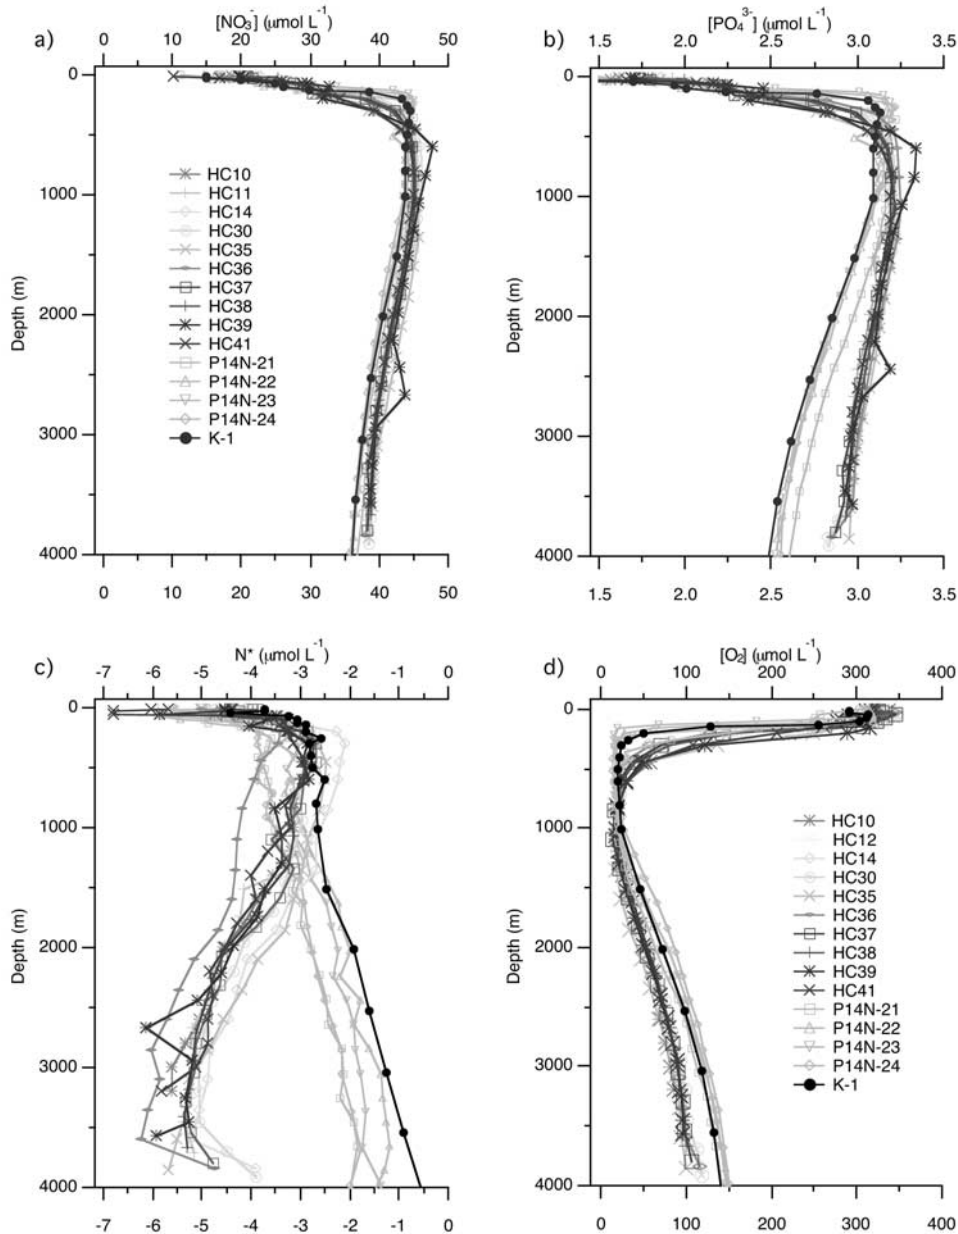 a)
[NO₃⁻] (μmol L⁻¹)
0 10 20 30 40 50
0
1000
2000
3000
4000
Depth (m)
HC10
HC11
HC14
HC30
HC35
HC36
HC37
HC38
HC39
HC41
P14N-21
P14N-22
P14N-23
P14N-24
K-1
0 10 20 30 40 50
b)
[PO₄³⁻] (μmol L⁻¹)
1.5 2.0 2.5 3.0 3.5
0
1000
2000
3000
4000
Depth (m)
1.5 2.0 2.5 3.0 3.5
c)
N* (μmol L⁻¹)
-7 -6 -5 -4 -3 -2 -1 0
0
1000
2000
3000
4000
Depth (m)
-7 -6 -5 -4 -3 -2 -1 0
d)
[O₂] (μmol L⁻¹)
0 100 200 300 400
0
1000
2000
3000
4000
Depth (m)
HC10
HC12
HC14
HC30
HC35
HC36
HC37
HC38
HC39
HC41
P14N-21
P14N-22
P14N-23
P14N-24
K-1
0 100 200 300 400